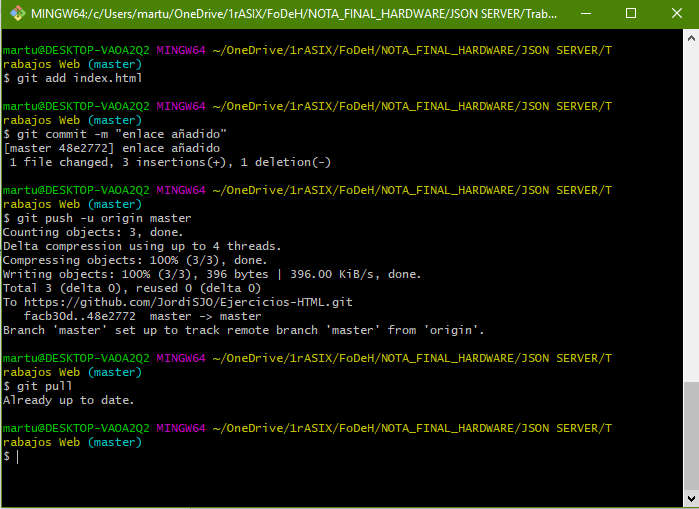 MINGW64:/c/Users/martu/OneDrive/1rASIX/FoDeH/NOTA_FINAL_HARDWARE/JSON SERVER/Trab...
martu@DESKTOP-VAOA2Q2 MINGW64 ~/OneDrive/1rASIX/FoDeH/NOTA_FINAL_HARDWARE/JSON SERVER/T
rabajos Web (master)
$ git add index.html
martu@DESKTOP-VAOA2Q2 MINGW64 ~/OneDrive/1rASIX/FoDeH/NOTA_FINAL_HARDWARE/JSON SERVER/T
rabajos Web (master)
$ git commit -m "enlace añadido"
[master 48e2772] enlace añadido
 1 file changed, 3 insertions(+), 1 deletion(-)
martu@DESKTOP-VAOA2Q2 MINGW64 ~/OneDrive/1rASIX/FoDeH/NOTA_FINAL_HARDWARE/JSON SERVER/T
rabajos Web (master)
$ git push -u origin master
Counting objects: 3, done.
Delta compression using up to 4 threads.
Compressing objects: 100% (3/3), done.
Writing objects: 100% (3/3), 396 bytes | 396.00 KiB/s, done.
Total 3 (delta 0), reused 0 (delta 0)
To https://github.com/JordiSJO/Ejercicios-HTML.git
   facb30d..48e2772  master -> master
Branch 'master' set up to track remote branch 'master' from 'origin'.
martu@DESKTOP-VAOA2Q2 MINGW64 ~/OneDrive/1rASIX/FoDeH/NOTA_FINAL_HARDWARE/JSON SERVER/T
rabajos Web (master)
$ git pull
Already up to date.
martu@DESKTOP-VAOA2Q2 MINGW64 ~/OneDrive/1rASIX/FoDeH/NOTA_FINAL_HARDWARE/JSON SERVER/T
rabajos Web (master)
$